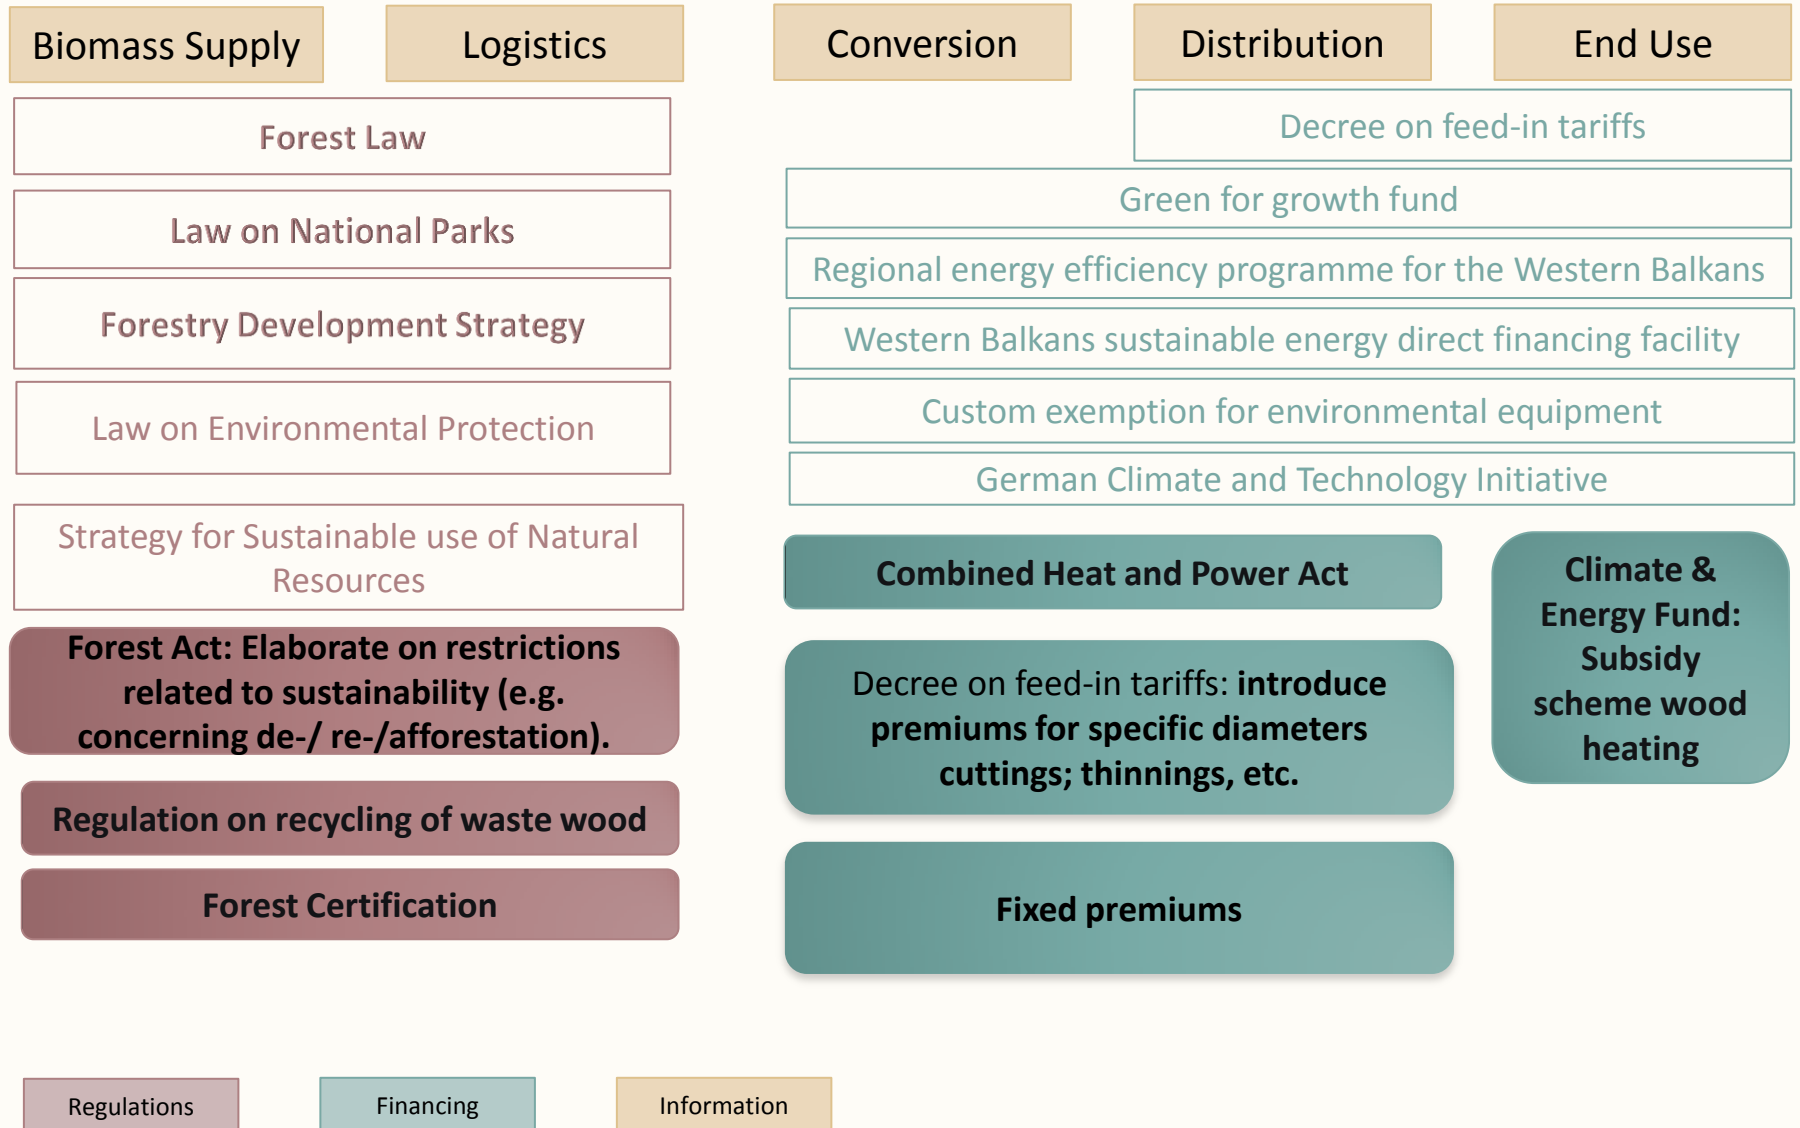 Biomass Supply
Logistics
Conversion
Distribution
End Use
Forest Law
Law on National Parks
Forestry Development Strategy
Law on Environmental Protection
Strategy for Sustainable use of Natural
Resources
Forest Act: Elaborate on restrictions
related to sustainability (e.g.
concerning de-/ re-/afforestation).
Regulation on recycling of waste wood
Forest Certification
Decree on feed-in tariffs
Green for growth fund
Regional energy efficiency programme for the Western Balkans
Western Balkans sustainable energy direct financing facility
Custom exemption for environmental equipment
German Climate and Technology Initiative
Combined Heat and Power Act
Decree on feed-in tariffs: introduce
premiums for specific diameters
cuttings; thinnings, etc.
Fixed premiums
Climate &
Energy Fund:
Subsidy
scheme wood
heating
Regulations
Financing
Information